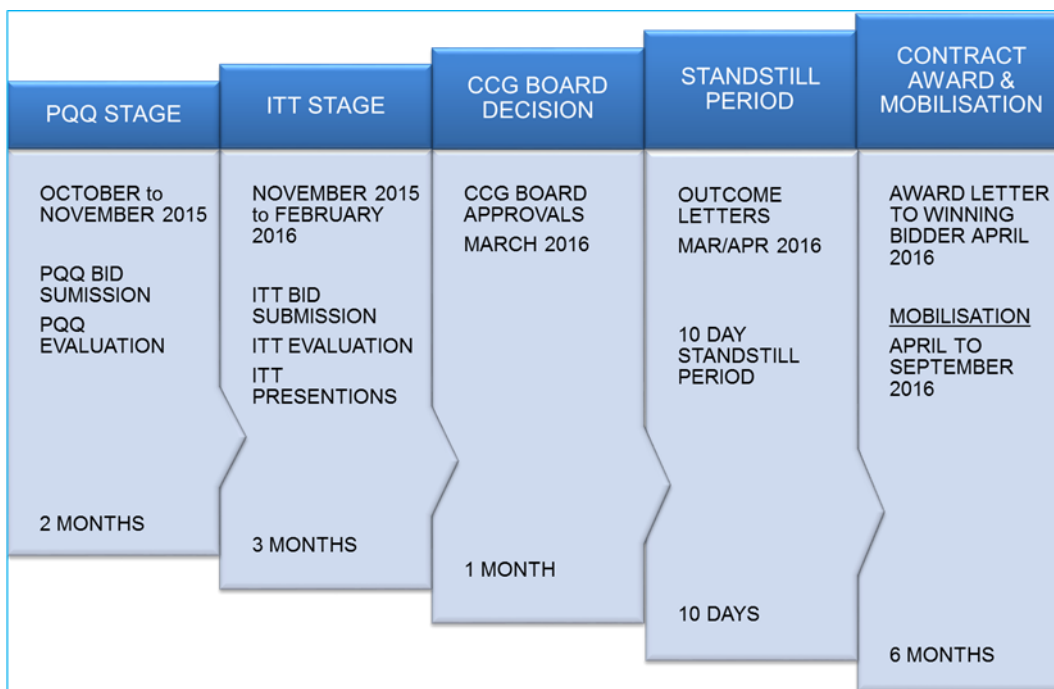 PQQ STAGE
OCTOBER to
NOVEMBER 2015
PQQ BID
SUMISSION
PQQ
EVALUATION
2 MONTHS
ITT STAGE
NOVEMBER 2015
to FEBRUARY
2016
ITT BID
SUBMISSION
ITT EVALUATION
ITT
PRESENTIONS
3 MONTHS
CCG BOARD
DECISION
CCG BOARD
APPROVALS
MARCH 2016
1 MONTH
STANDSTILL
PERIOD
OUTCOME
LETTERS
MAR/APR 2016
10 DAY
STANDSTILL
PERIOD
10 DAYS
CONTRACT
AWARD &
MOBILISATION
AWARD LETTER
TO WINNING
BIDDER APRIL
2016
MOBILISATION
APRIL TO
SEPTEMBER
2016
6 MONTHS